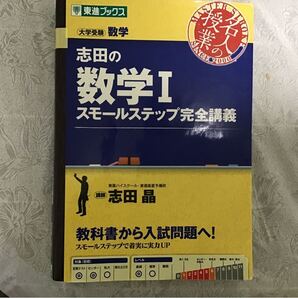 東進ブックス
大学受験 数学
名人の授業
志田の
数学Ⅰ
スモールステップ完全講義
東進ハイスクール・東進衛星予備校
講師 志田 晶
教科書から入試問題へ!
スモールステップで着実に実力UP